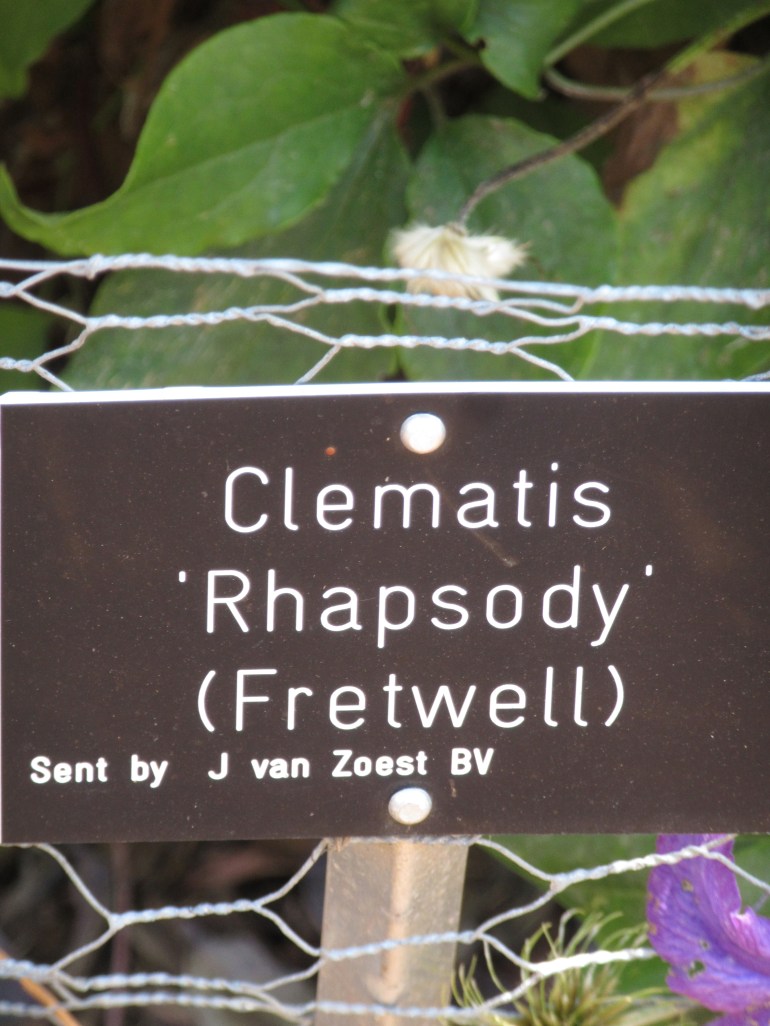 Clematis
'Rhapsody'
(Fretwell)
Sent by J van Zoest BV